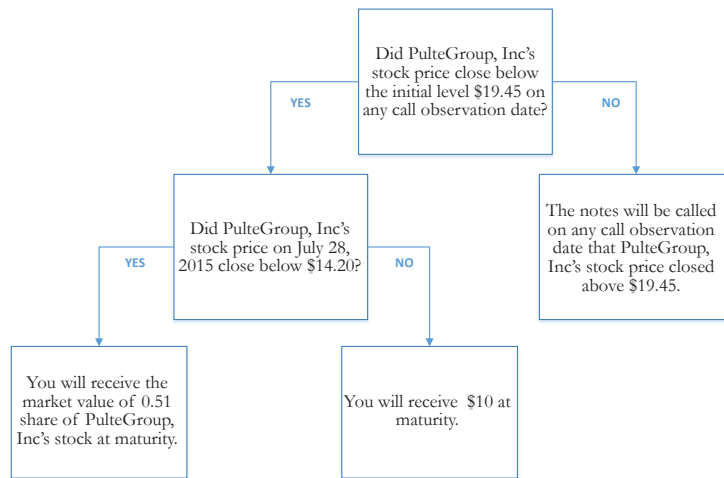 Did PulteGroup, Inc's
stock price close below
the initial level $19.45 on
any call observation date?
YES
NO
Did PulteGroup, Inc's
stock price on July 28,
2015 close below $14.20?
The notes will be called
on any call observation
date that PulteGroup,
Inc's stock price closed
above $19.45.
YES
NO
You will receive the
market value of 0.51
share of PulteGroup,
Inc's stock at maturity.
You will receive $10 at
maturity.